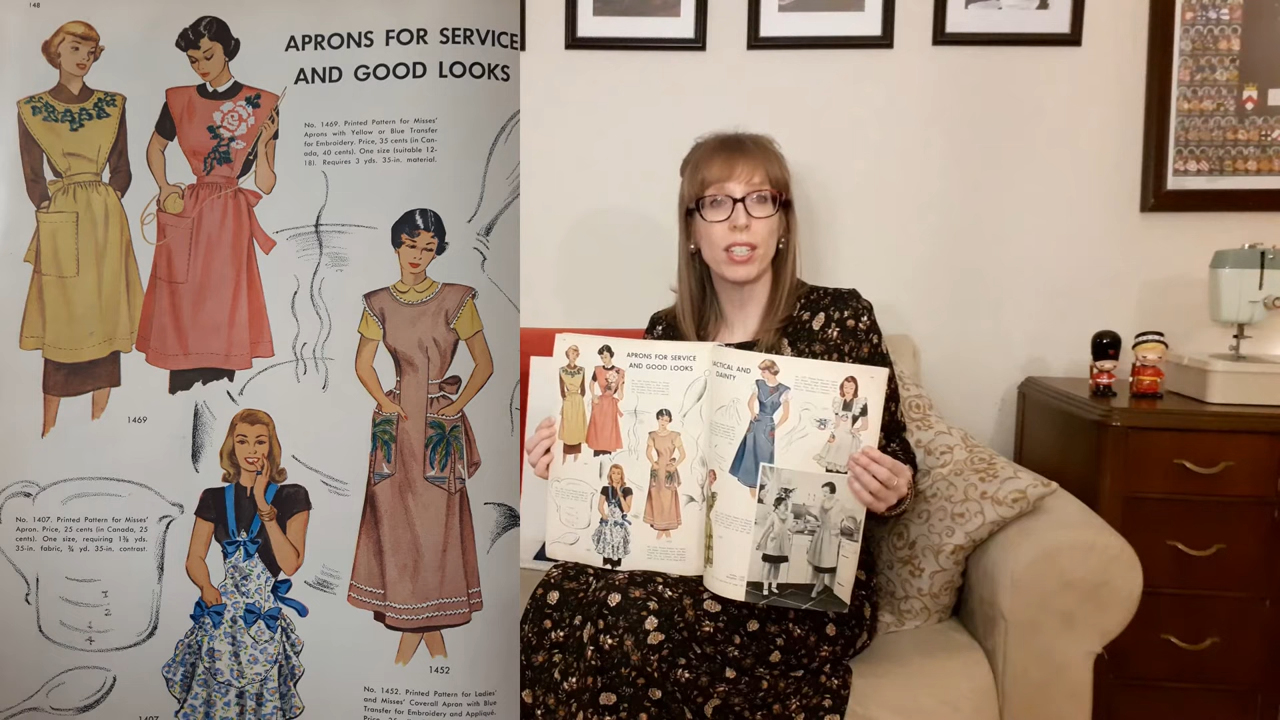 148
APRONS FOR SERVICE
AND GOOD LOOKS
No. 1469. Printed Pattern for Misses'
Aprons with Yellow or Blue Transfer
for Embroidery. Price, 35 cents (in Can-
ada, 40 cents). One size (suitable 12-
18). Requires 3 yds. 35-in. material.
1469
No. 1407. Printed Pattern for Misses'
Apron. Price, 25 cents (in Canada, 25
cents). One size, requiring 1⅜ yds.
35-in. fabric, ¾ yd. 35-in. contrast.
1452
No. 1452. Printed Pattern for Ladies'
and Misses' Coverall Apron with Blue
Transfer for Embroidery and Appliqué.
1407
APRONS FOR SERVICE
AND GOOD LOOKS
ACTICAL AND
DAINTY